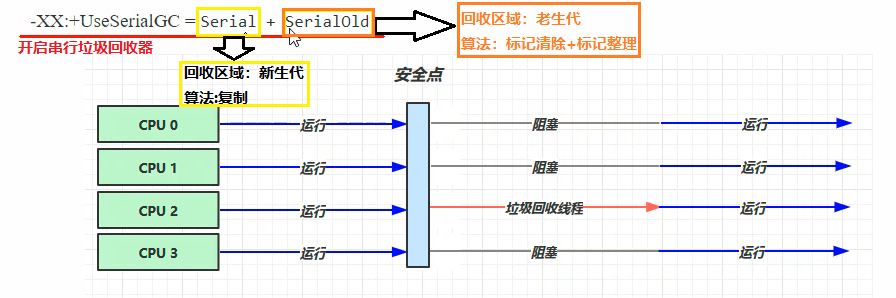 -XX:+UseSerialGC = Serial + SerialOld
开启串行垃圾回收器
回收区域：老生代
算法：标记清除+标记整理
回收区域：新生代
算法:复制
安全点
CPU 0 运行 阻塞 运行
CPU 1 运行 阻塞 运行
CPU 2 运行 垃圾回收线程 运行
CPU 3 运行 阻塞 运行